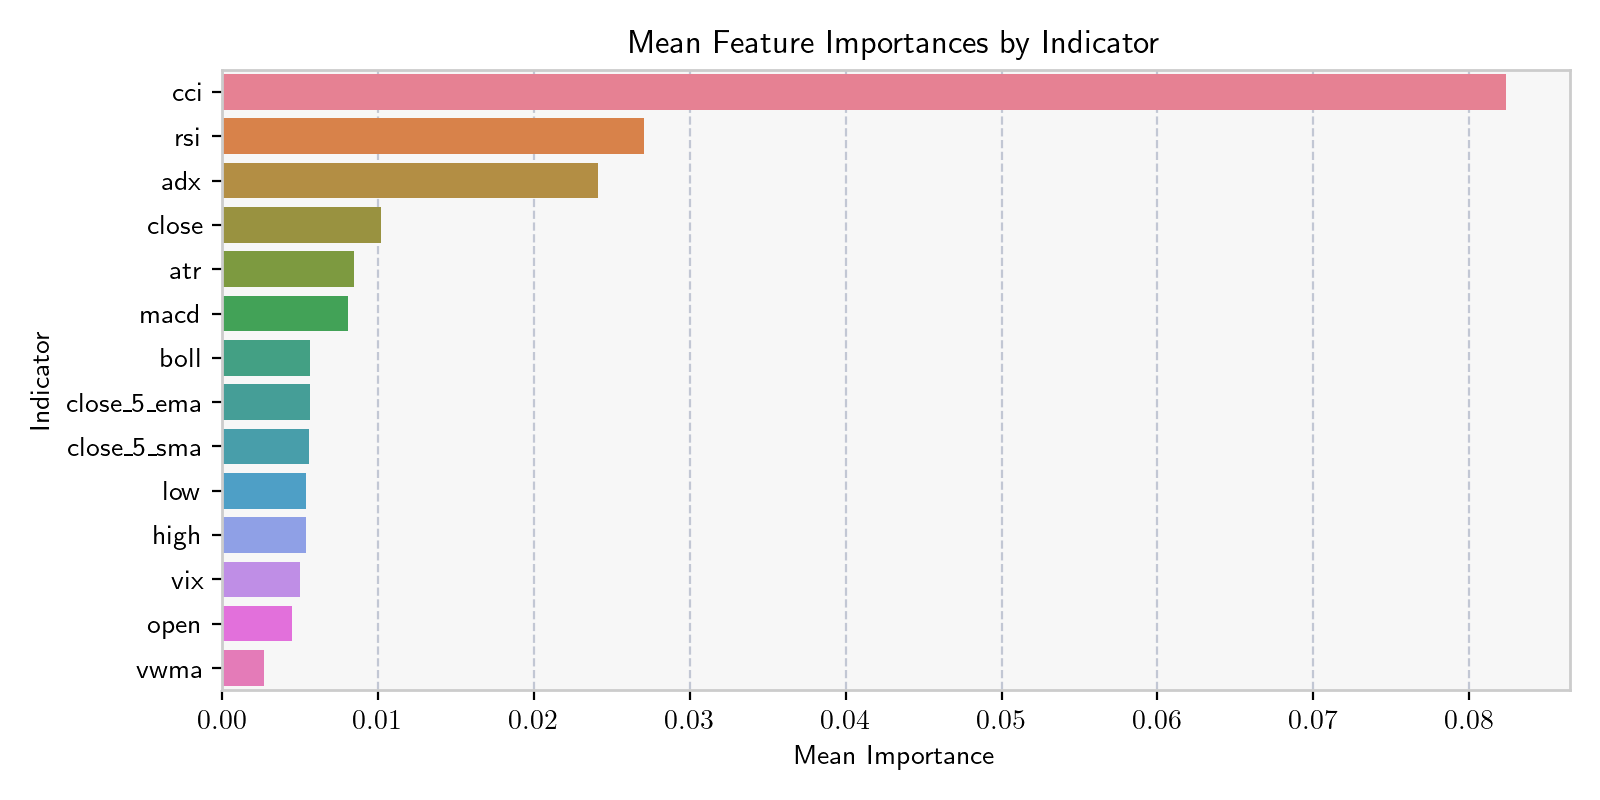 Mean Feature Importances by Indicator
cci
rsi
adx
close
atr
macd
boll
close_5_ema
close_5_sma
low
high
vix
open
vwma
Indicator
0.00 0.01 0.02 0.03 0.04 0.05 0.06 0.07 0.08
Mean Importance